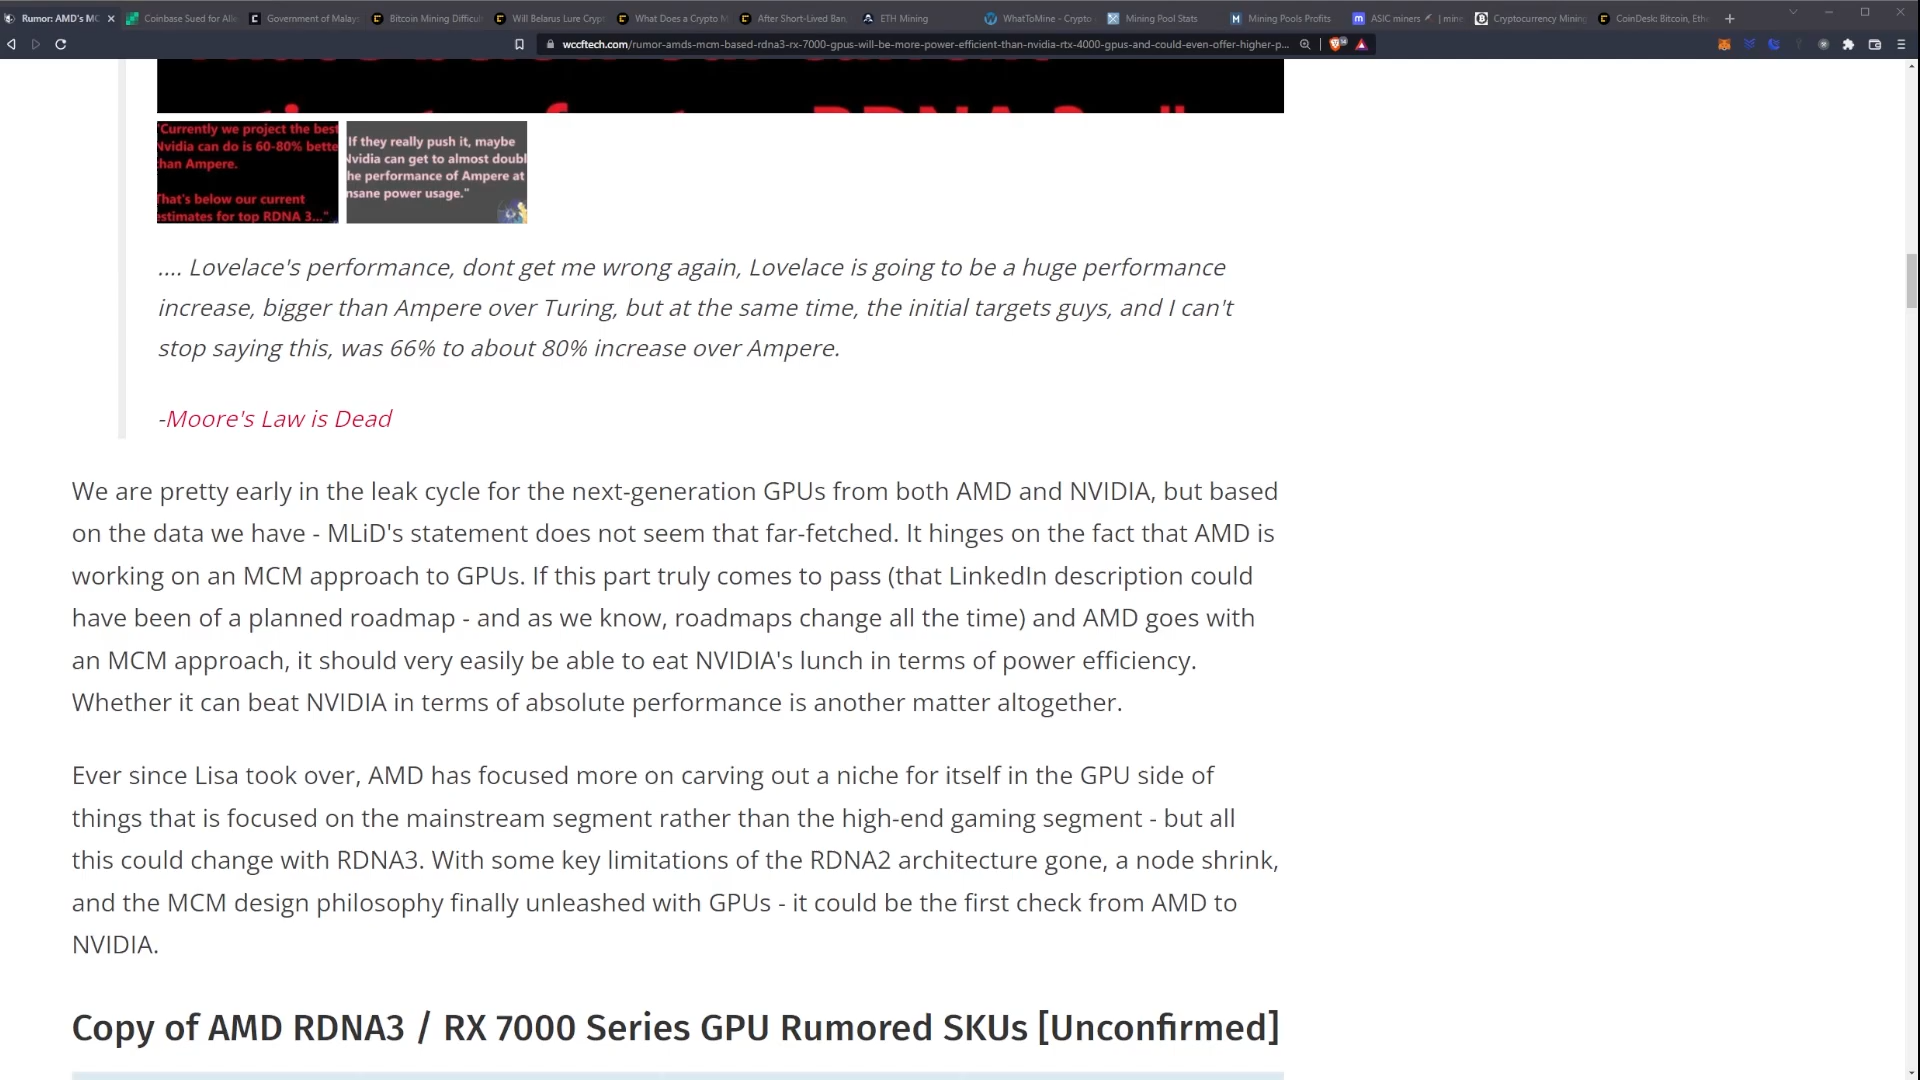 Rumor: AMD's MC
Coinbase Sued for Alle
Government of Malay
Bitcoin Mining Difficul
Will Belarus Lure Cryp
What Does a Crypto M
After Short-Lived Ban,
ETH Mining
WhatToMine - Crypto
Mining Pool Stats
Mining Pools Profits
ASIC miners | mine
Cryptocurrency Mining
CoinDesk: Bitcoin, Eth
wccftech.com/rumor-amds-mcm-based-rdna3-rx-7000-gpus-will-be-more-power-efficient-than-nvidia-rtx-4000-gpus-and-could-even-offer-higher-p...
"Currently we project the best
Nvidia can do is 60-80% bette
than Ampere.
That's below our current
estimates for top RDNA 3..."
If they really push it, maybe
Nvidia can get to almost doubl
he performance of Ampere at
nsane power usage."
.... Lovelace's performance, dont get me wrong again, Lovelace is going to be a huge performance
increase, bigger than Ampere over Turing, but at the same time, the initial targets guys, and I can't
stop saying this, was 66% to about 80% increase over Ampere.
-Moore's Law is Dead
We are pretty early in the leak cycle for the next-generation GPUs from both AMD and NVIDIA, but based
on the data we have - MLiD's statement does not seem that far-fetched. It hinges on the fact that AMD is
working on an MCM approach to GPUs. If this part truly comes to pass (that LinkedIn description could
have been of a planned roadmap - and as we know, roadmaps change all the time) and AMD goes with
an MCM approach, it should very easily be able to eat NVIDIA's lunch in terms of power efficiency.
Whether it can beat NVIDIA in terms of absolute performance is another matter altogether.
Ever since Lisa took over, AMD has focused more on carving out a niche for itself in the GPU side of
things that is focused on the mainstream segment rather than the high-end gaming segment - but all
this could change with RDNA3. With some key limitations of the RDNA2 architecture gone, a node shrink,
and the MCM design philosophy finally unleashed with GPUs - it could be the first check from AMD to
NVIDIA.
Copy of AMD RDNA3 / RX 7000 Series GPU Rumored SKUs [Unconfirmed]